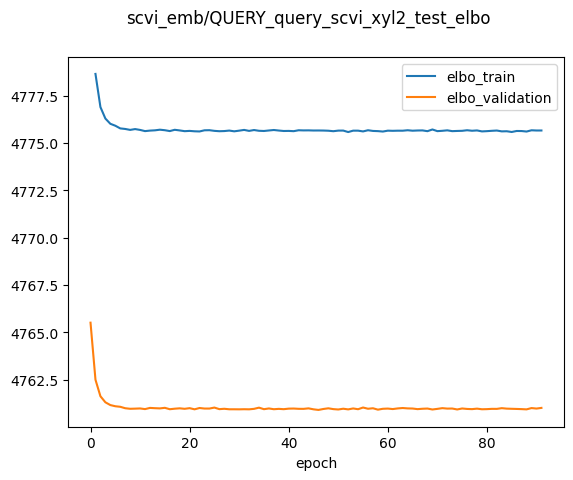 scvi_emb/QUERY_query_scvi_xyl2_test_elbo
elbo_train
elbo_validation
4777.5
4775.0
4772.5
4770.0
4767.5
4765.0
4762.5
0 20 40 60 80
epoch